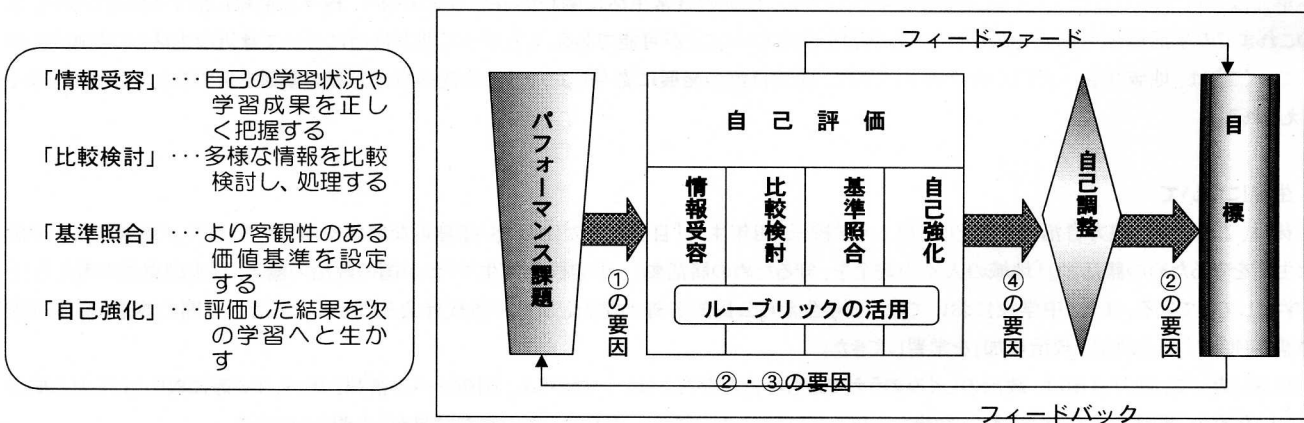 「情報受容」・・・自己の学習状況や
学習成果を正し
く把握する
「比較検討」・・・多様な情報を比較
検討し、処理する
「基準照合」・・・より客観性のある
価値基準を設定
する
「自己強化」・・・評価した結果を次
の学習へと生か
す
フィードファード
パフォーマンス課題
①の要因
自己評価
情報受容
比較検討
基準照合
自己強化
ルーブリックの活用
④の要因
自己調整
②の要因
目標
②・③の要因
フィードバック